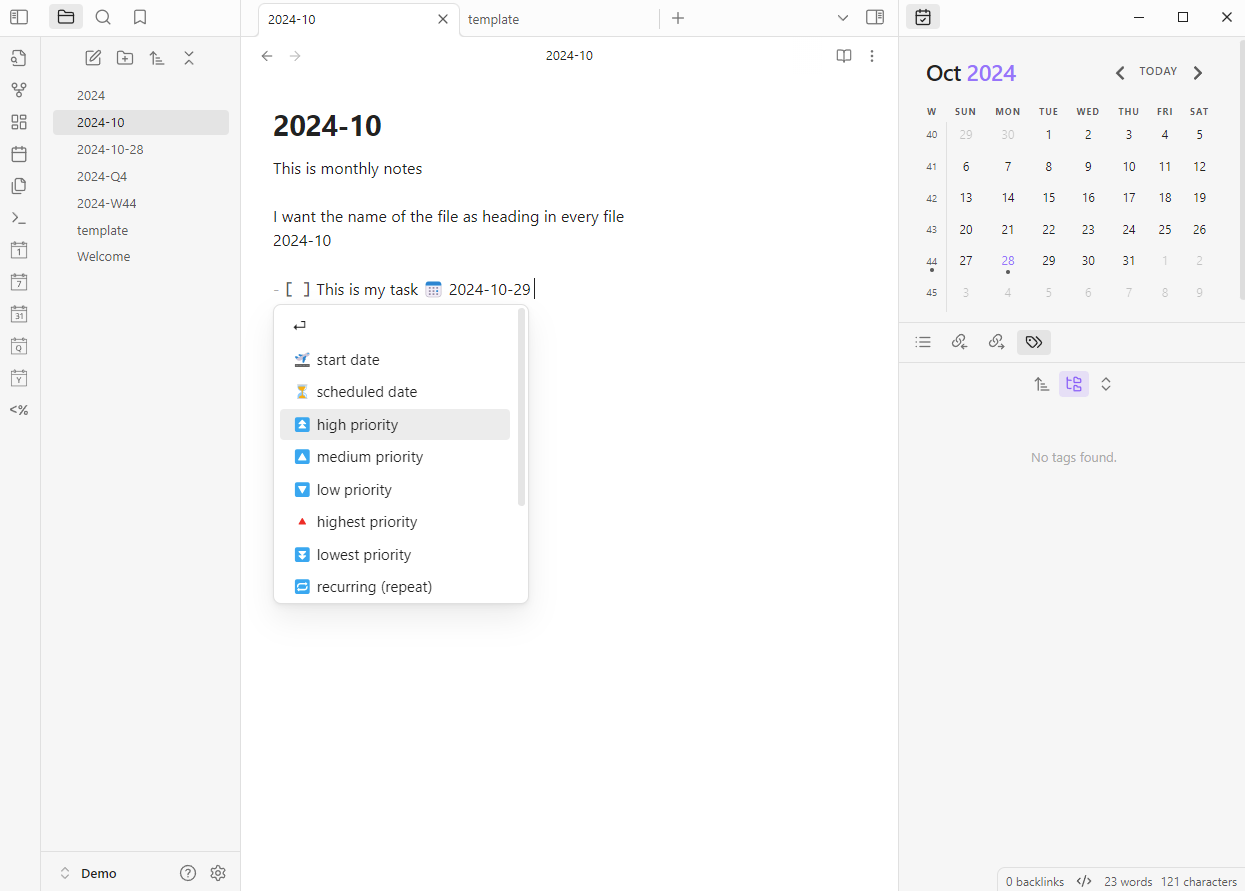 2024-10
template
2024
2024-10
2024-10-28
2024-Q4
2024-W44
template
Welcome
Demo
1
7
31
Q
Y
<%
2024-10
2024-10
This is monthly notes
I want the name of the file as heading in every file
2024-10
- [ ] This is my task 2024-10-29
start date
scheduled date
high priority
medium priority
low priority
highest priority
lowest priority
recurring (repeat)
Oct 2024
TODAY
W SUN MON TUE WED THU FRI SAT
40 29 30 1 2 3 4 5
41 6 7 8 9 10 11 12
42 13 14 15 16 17 18 19
43 20 21 22 23 24 25 26
44 27 28 29 30 31 1 2
45 3 4 5 6 7 8 9
No tags found.
0 backlinks </> 23 words 121 characters